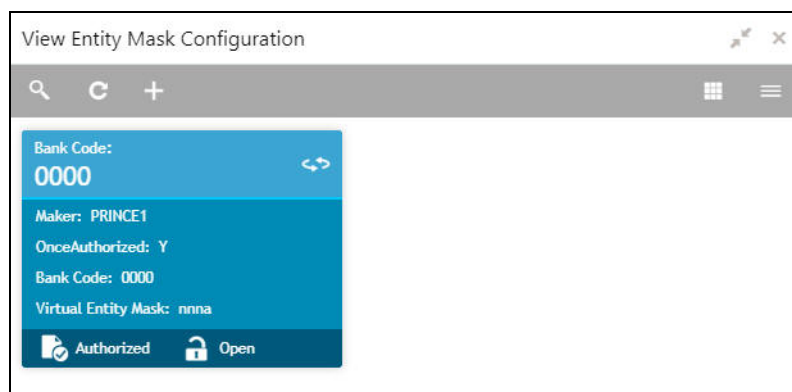 View Entity Mask Configuration
Bank Code:
0000
Maker: PRINCE1
OnceAuthorized: Y
Bank Code: 0000
Virtual Entity Mask: nnna
Authorized Open